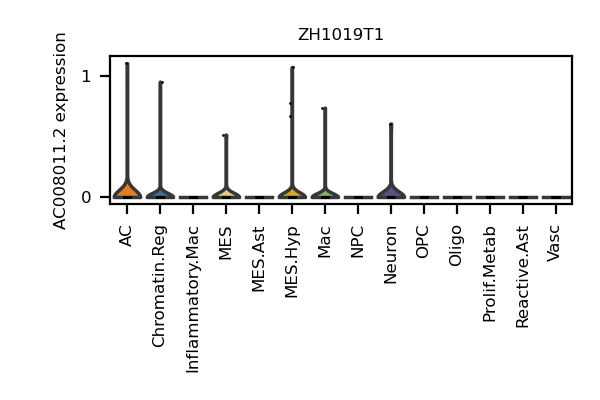 ZH1019T1
AC008011.2 expression
1
0
AC
Chromatin.Reg
Inflammatory.Mac
MES
MES.Ast
MES.Hyp
Mac
NPC
Neuron
OPC
Oligo
Prolif.Metab
Reactive.Ast
Vasc